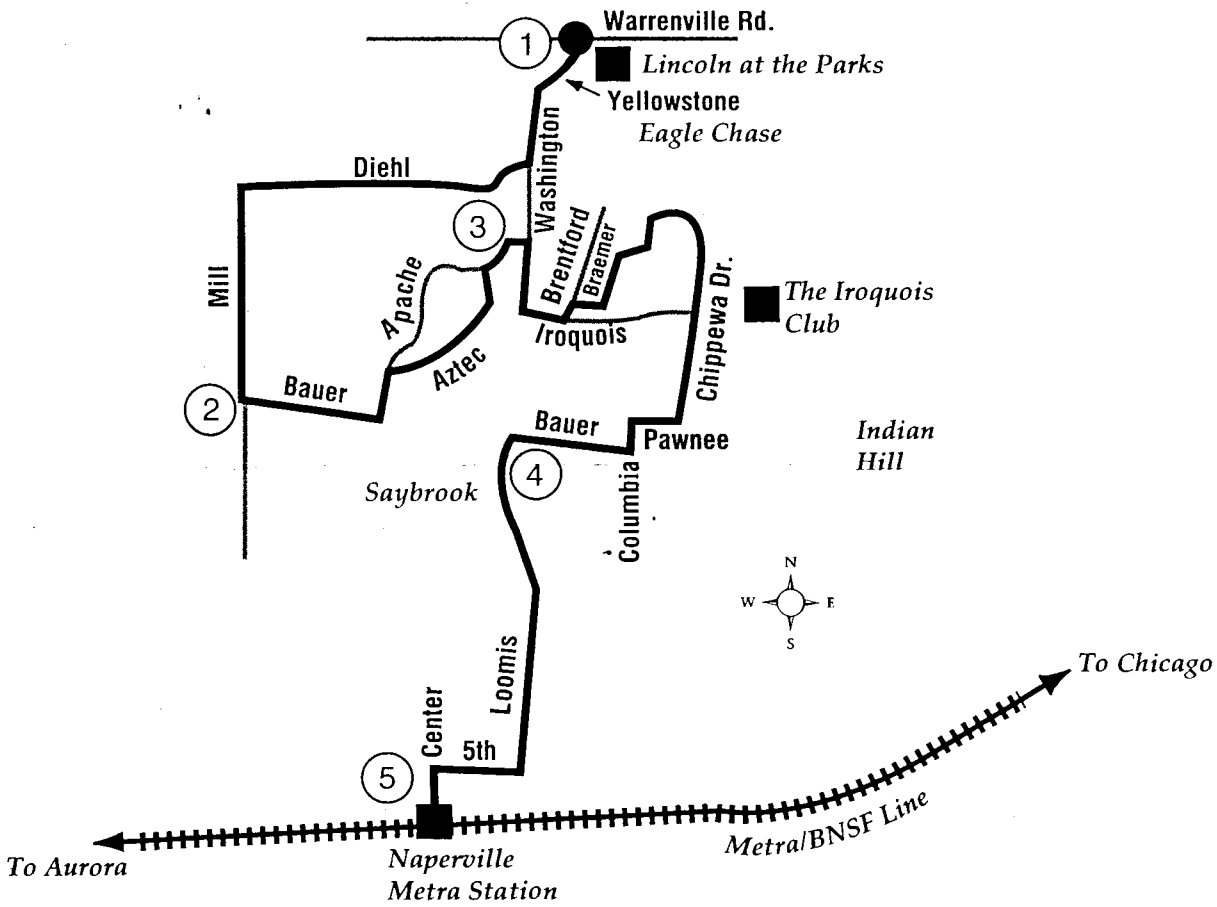 Warrenville Rd.
1
Lincoln at the Parks
Yellowstone
Eagle Chase
Diehl
Washington
3
Brentford
Braemer
Apache
Mill
Chippewa Dr.
The Iroquois
Club
Iroquois
Aztec
Bauer
2
Bauer
Pawnee
Indian
Hill
Saybrook
4
Columbia
N
W E
S
Loomis
To Chicago
Center
5th
5
Metra/BNSF Line
To Aurora
Naperville
Metra Station